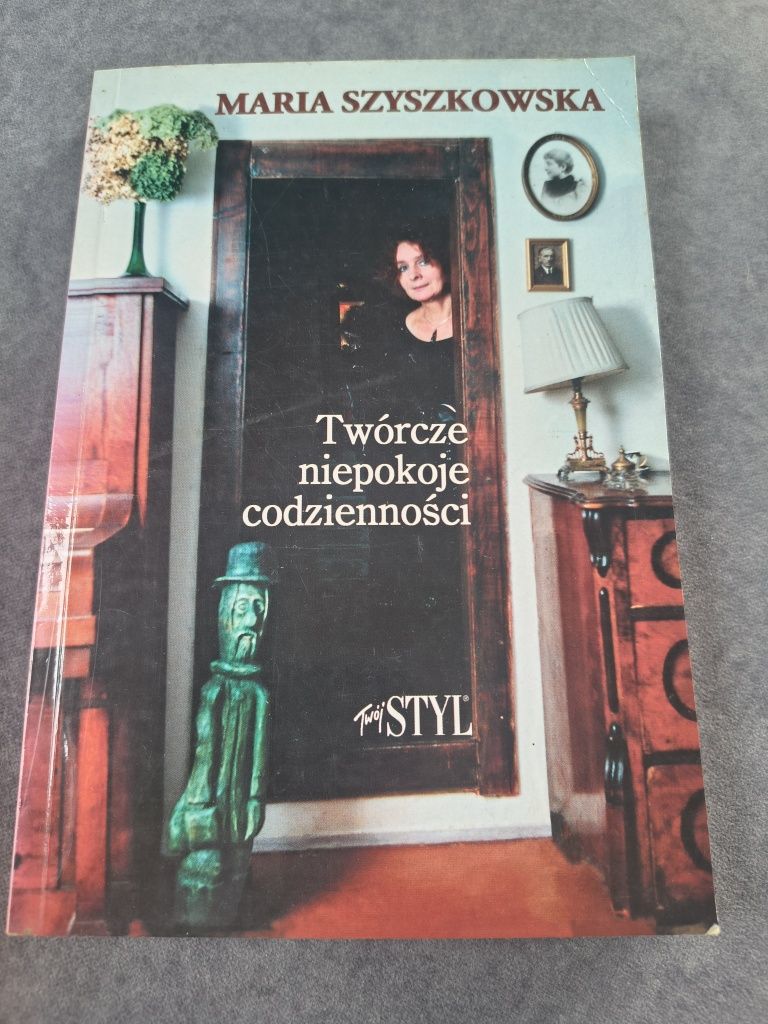 MARIA SZYSZKOWSKA
Twórcze
niepokoje
codzienności
Twój STYL®